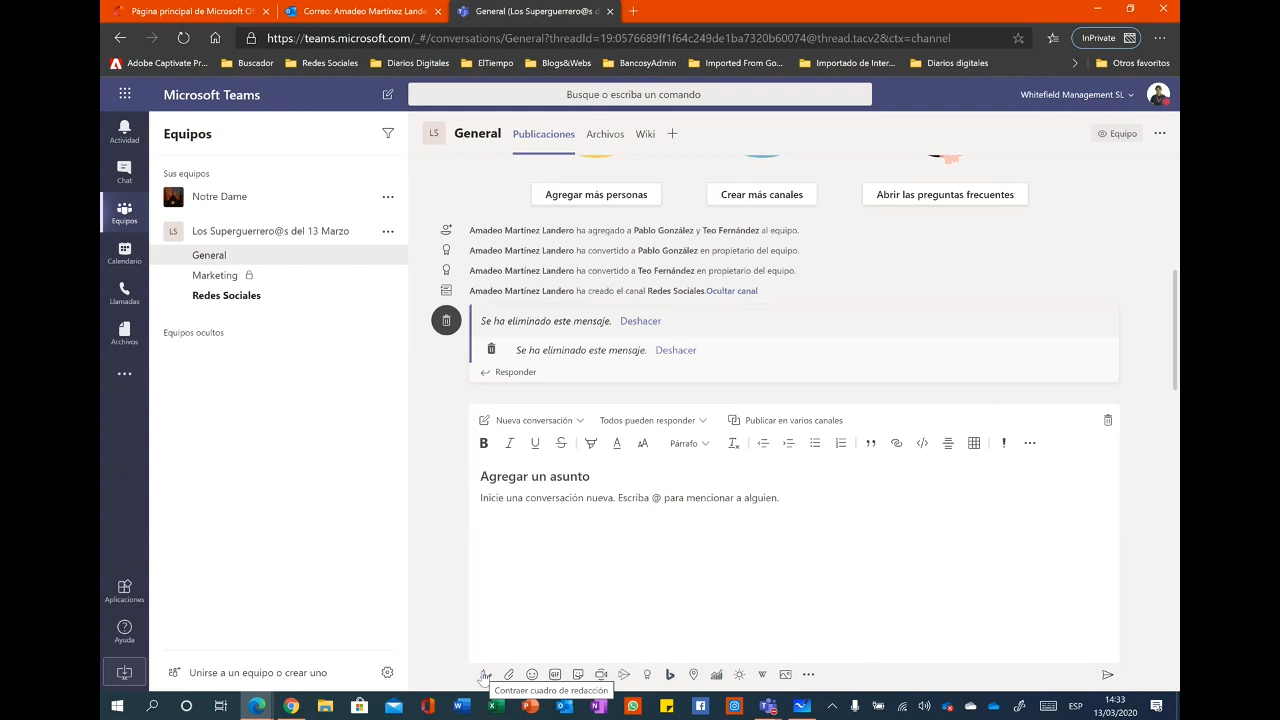 Página principal de Microsoft Of
Correo: Amadeo Martínez Lande
General (Los Superguerrero@s d
https://teams.microsoft.com/_#/conversations/General?threadId=19:0576689ff1f64c249de1ba7320b60074@thread.tacv2&ctx=channel
InPrivate
Adobe Captivate Pr...
Buscador
Redes Sociales
Diarios Digitales
ElTiempo
Blogs&Webs
BancosyAdmin
Imported From Go...
Importado de Inter...
Diarios digitales
Otros favoritos
Microsoft Teams
Busque o escriba un comando
Whitefield Management SL
Actividad
Chat
Equipos
Calendario
Llamadas
Archivos
Aplicaciones
Ayuda
Equipos
Sus equipos
Notre Dame
LS Los Superguerrero@s del 13 Marzo
General
Marketing
Redes Sociales
Equipos ocultos
Unirse a un equipo o crear uno
LS General Publicaciones Archivos Wiki
Equipo
Agregar más personas
Crear más canales
Abrir las preguntas frecuentes
Amadeo Martínez Landero ha agregado a Pablo González y Teo Fernández al equipo.
Amadeo Martínez Landero ha convertido a Pablo González en propietario del equipo.
Amadeo Martínez Landero ha convertido a Teo Fernández en propietario del equipo.
Amadeo Martínez Landero ha creado el canal Redes Sociales.Ocultar canal
Se ha eliminado este mensaje. Deshacer
Se ha eliminado este mensaje. Deshacer
Responder
Nueva conversación
Todos pueden responder
Publicar en varios canales
B I U S A AA Párrafo
Agregar un asunto
Inicie una conversación nueva. Escriba @ para mencionar a alguien.
GIF
Contraer cuadro de redacción
ESP
14:33
13/03/2020